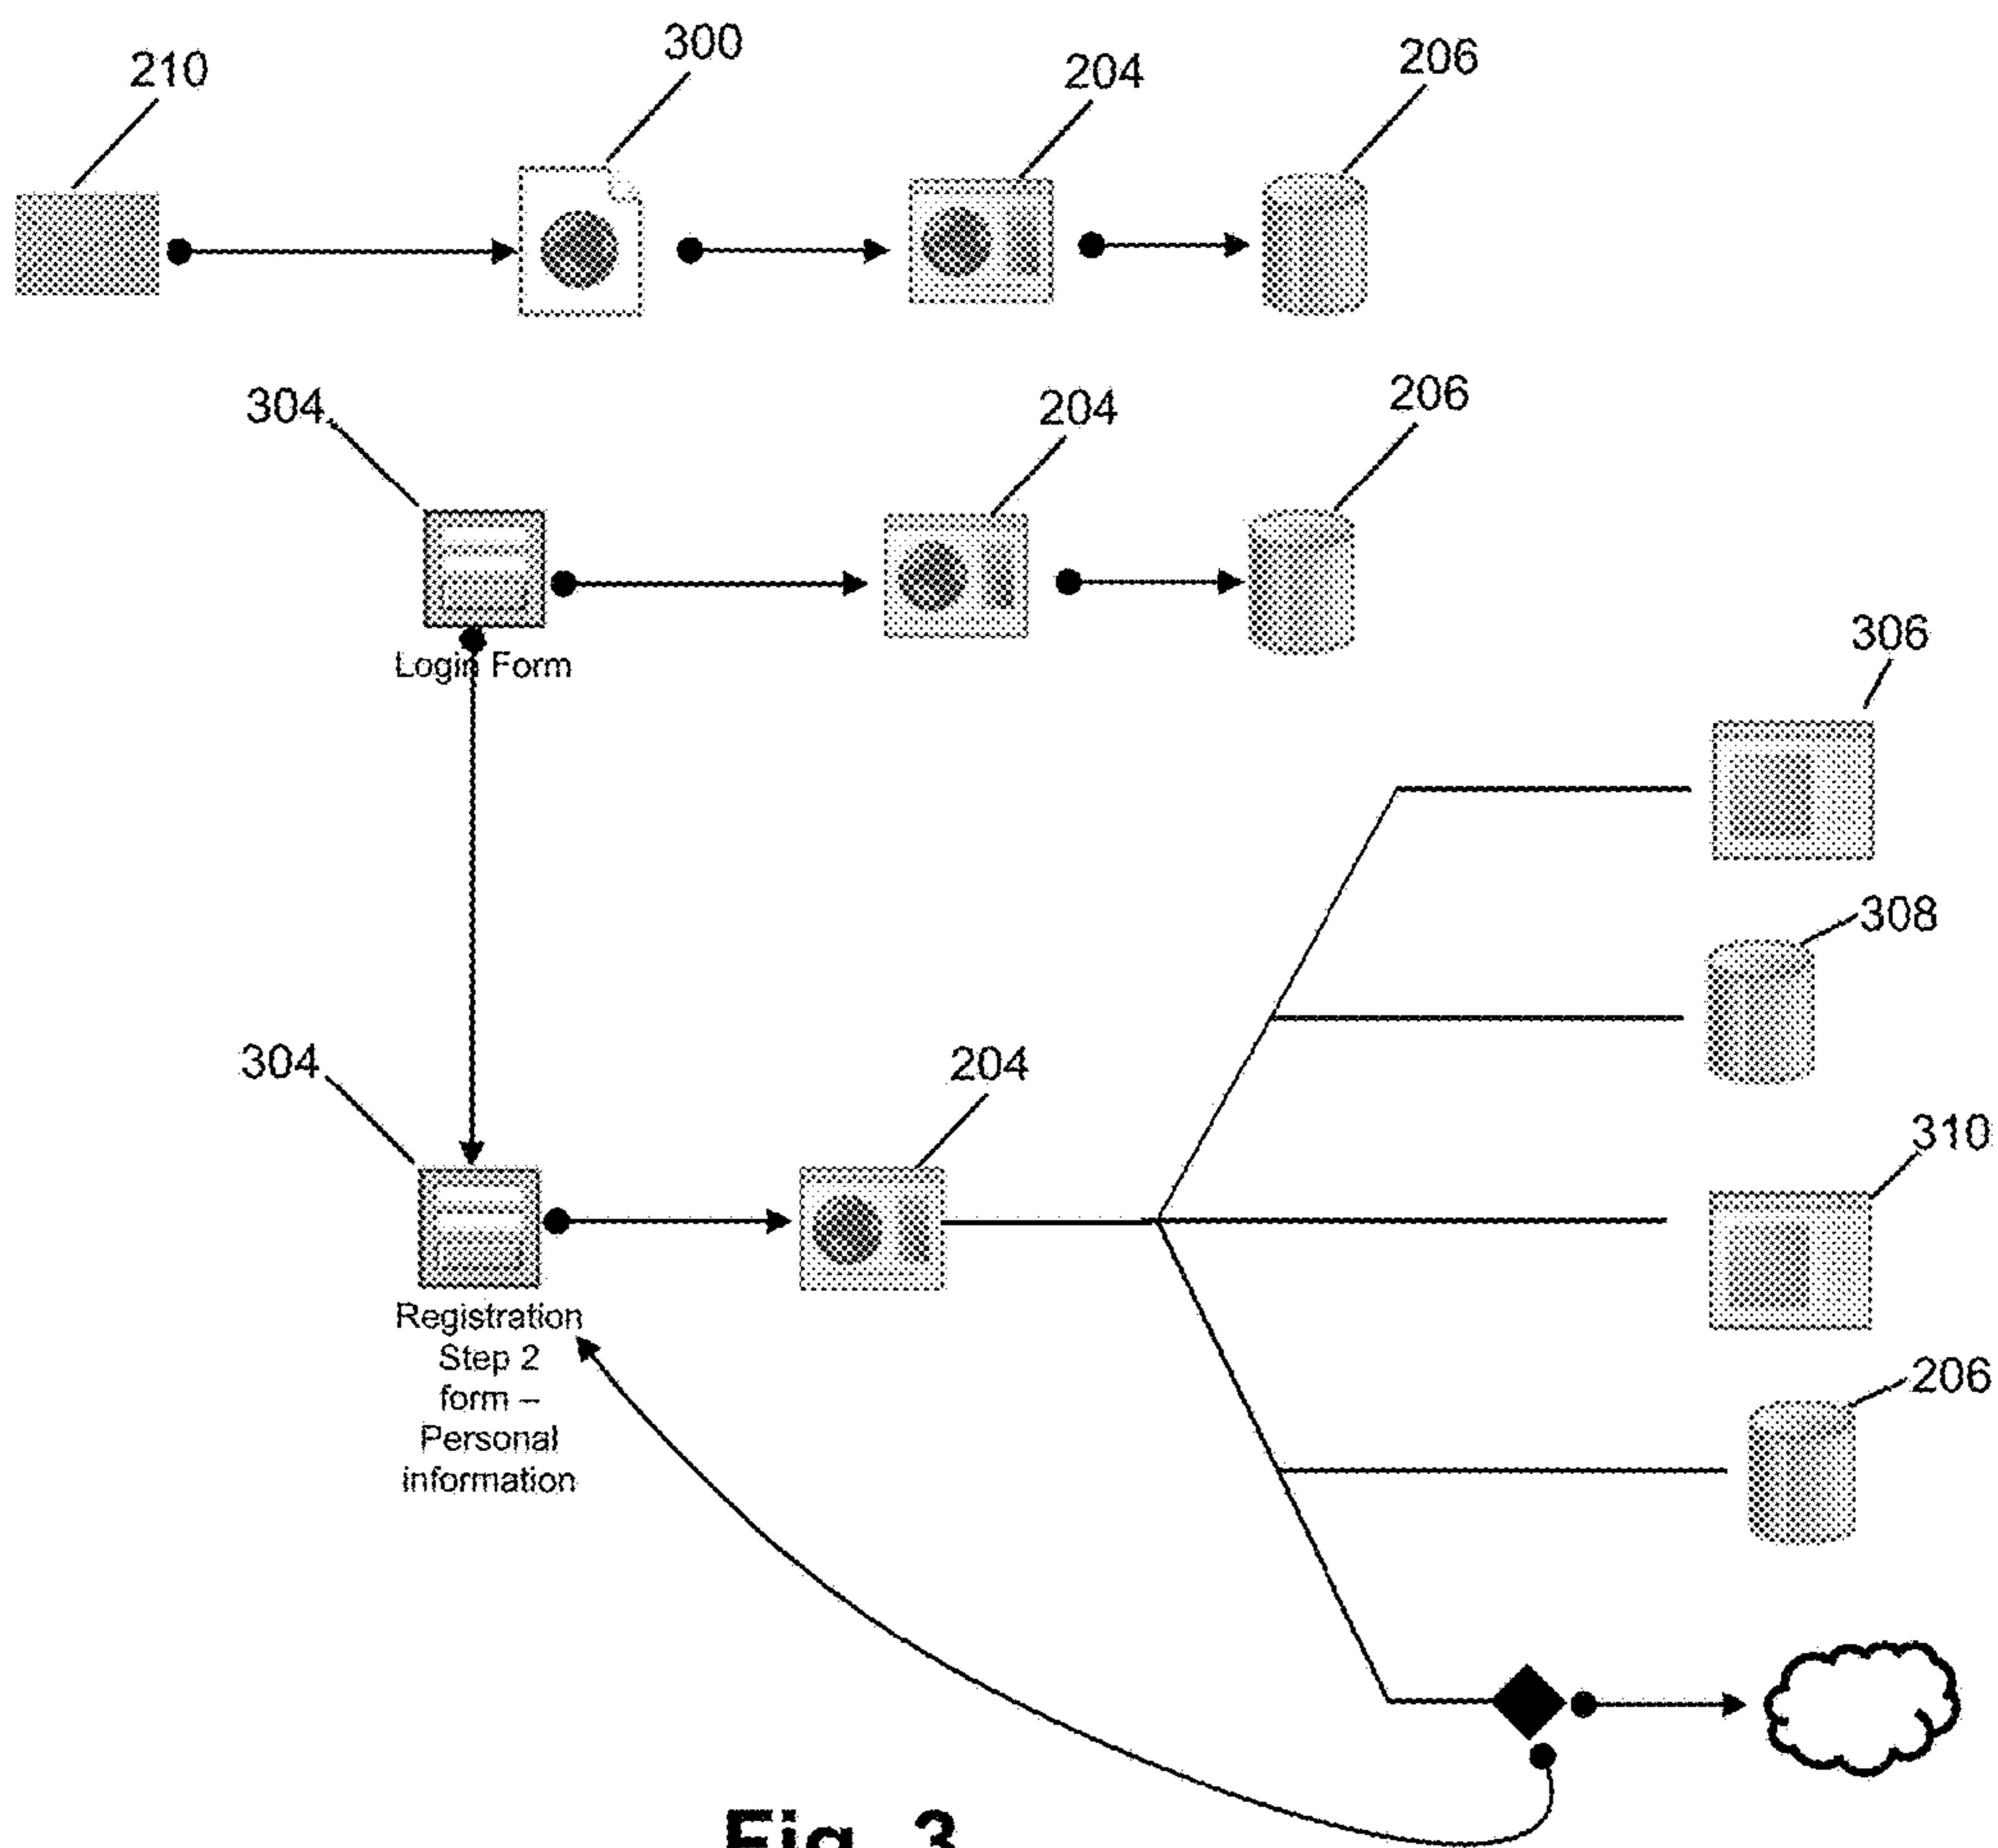 210
300
204
206
304
204
206
Login Form
306
308
304
204
310
Registration
Step 2
form –
Personal
information
206
Fig. 3